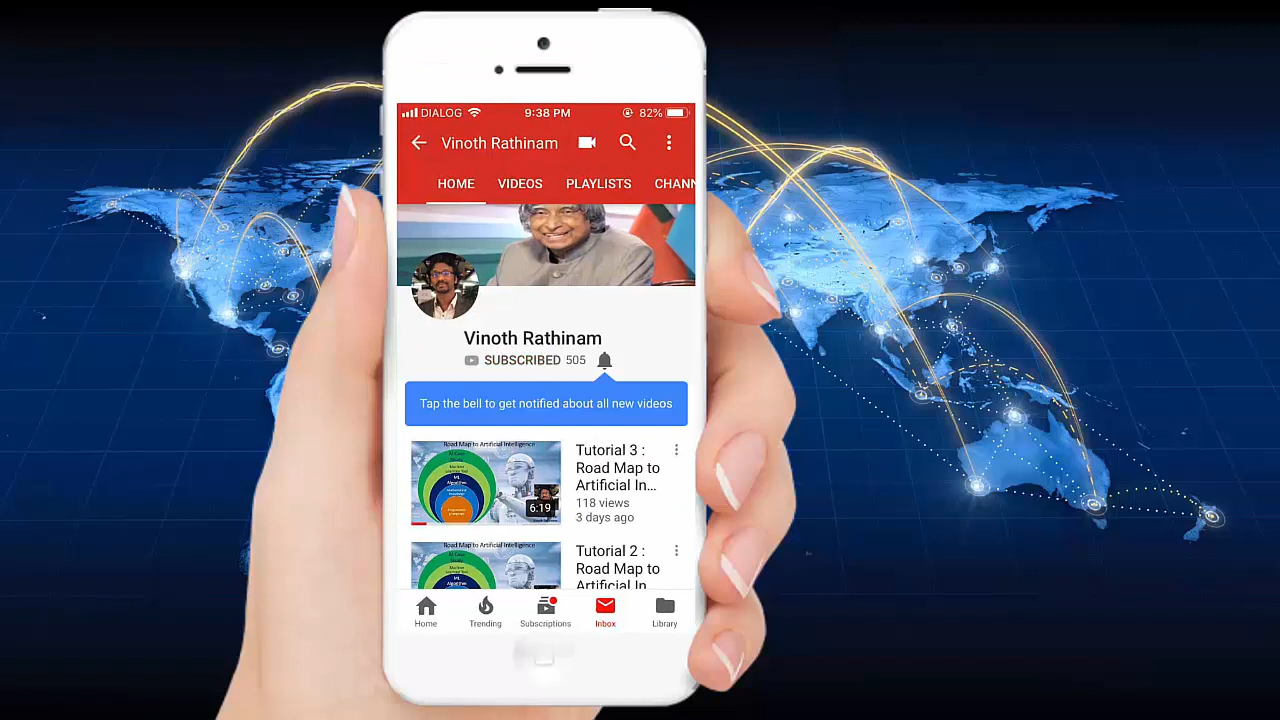 DIALOG 9:38 PM 82%
Vinoth Rathinam
HOME VIDEOS PLAYLISTS CHANN
Vinoth Rathinam
SUBSCRIBED 505
Tap the bell to get notified about all new videos
Road Map to Artificial Intelligence
ML
6:19
Tutorial 3 :
Road Map to
Artificial In...
118 views
3 days ago
Road Map to Artificial Intelligence
ML
Algorithm
Tutorial 2 :
Road Map to
Artificial In
Home Trending Subscriptions Inbox Library